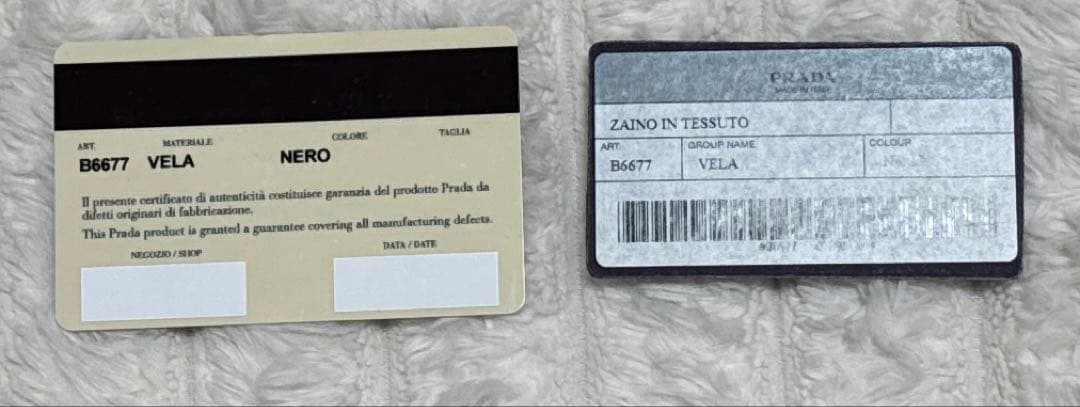 ART. MATERIALE COLORE TAGLIA
B6677 VELA NERO
Il presente certificato di autenticità costituisce garanzia del prodotto Prada da
difetti originari di fabbricazione.
This Prada product is granted a guarantee covering all manufacturing defects.
NEGOZIO / SHOP DATA / DATE
PRADA
MADE IN ITALY
ZAINO IN TESSUTO
ART. GROUP NAME COLOUR
B6677 VELA